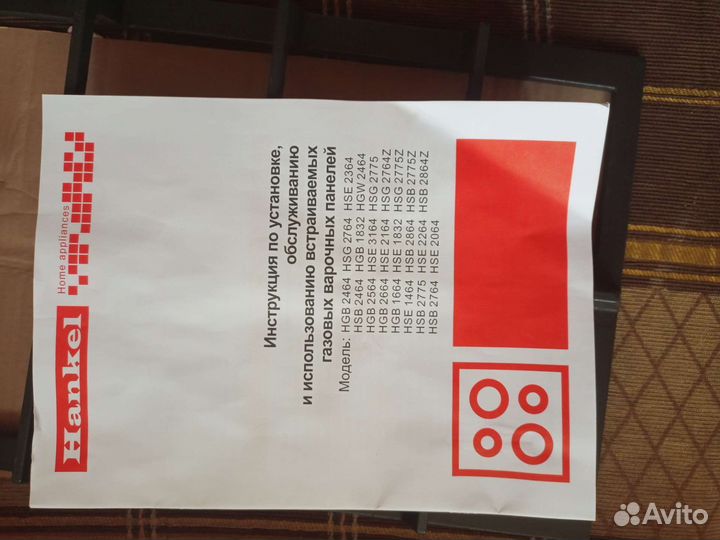 Hankel
Home appliances
Инструкция по установке,
обслуживанию
и использованию встраиваемых
газовых варочных панелей
Модель: HGB 2464 HSG 2764 HSE 2364
HSB 2464 HGB 1832 HGW 2464
HGB 2564 HSE 3164 HSG 2775
HGB 2664 HSE 2164 HSG 2764Z
HGB 1664 HSE 1832 HSG 2775Z
HSE 1464 HSB 2864 HSB 2775Z
HSB 2775 HSE 2264 HSB 2864Z
HSB 2764 HSE 2064
Avito